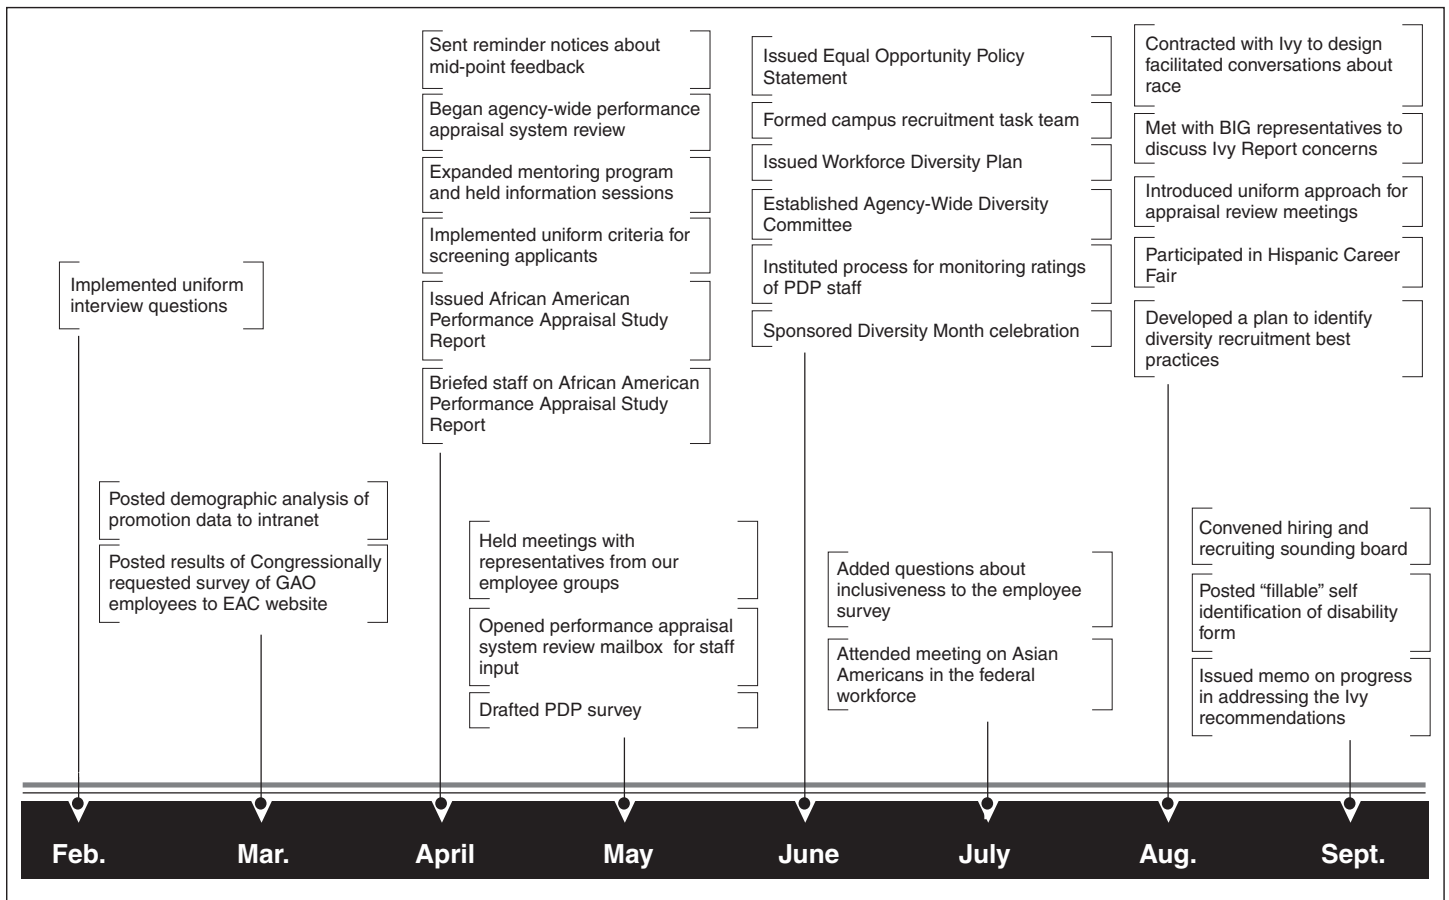 Implemented uniform
interview questions
Posted demographic analysis of
promotion data to intranet
Posted results of Congressionally
requested survey of GAO
employees to EAC website
Sent reminder notices about
mid-point feedback
Began agency-wide performance
appraisal system review
Expanded mentoring program
and held information sessions
Implemented uniform criteria for
screening applicants
Issued African American
Performance Appraisal Study
Report
Briefed staff on African American
Performance Appraisal Study
Report
Held meetings with
representatives from our
employee groups
Opened performance appraisal
system review mailbox for staff
input
Drafted PDP survey
Issued Equal Opportunity Policy
Statement
Formed campus recruitment task team
Issued Workforce Diversity Plan
Established Agency-Wide Diversity
Committee
Instituted process for monitoring ratings
of PDP staff
Sponsored Diversity Month celebration
Added questions about
inclusiveness to the employee
survey
Attended meeting on Asian
Americans in the federal
workforce
Contracted with Ivy to design
facilitated conversations about
race
Met with BIG representatives to
discuss Ivy Report concerns
Introduced uniform approach for
appraisal review meetings
Participated in Hispanic Career
Fair
Developed a plan to identify
diversity recruitment best
practices
Convened hiring and
recruiting sounding board
Posted “fillable” self
identification of disability
form
Issued memo on progress
in addressing the Ivy
recommendations
Feb.
Mar.
April
May
June
July
Aug.
Sept.